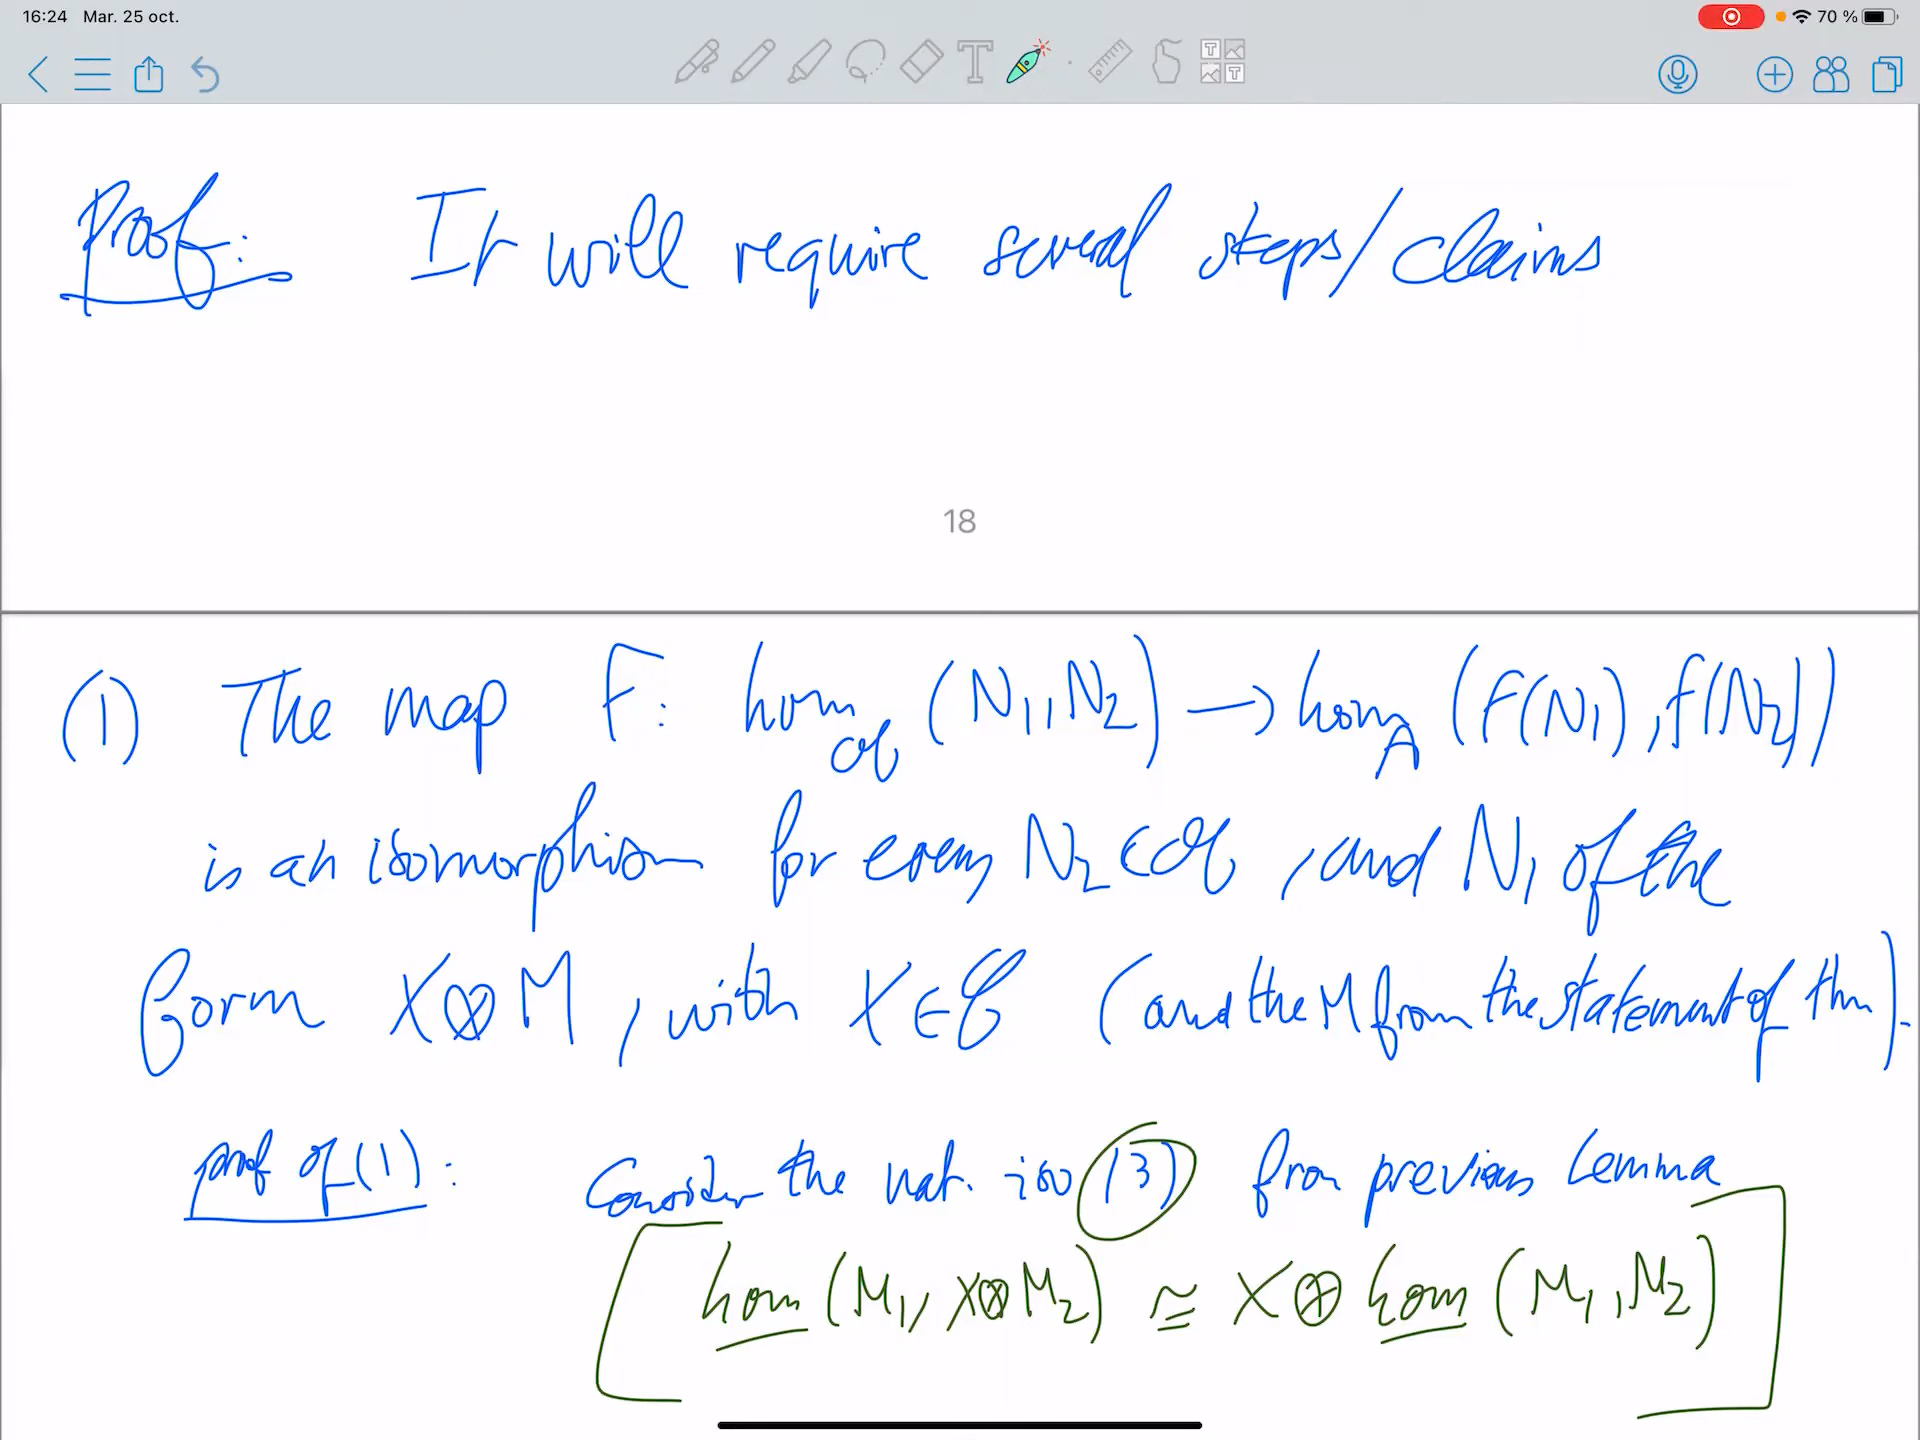 16:24 Mar. 25 oct.
70 %
Proof: It will require several steps/claims
18
(1) The map F: hom_𝓜 (N₁, N₂) → hom_A (F(N₁), F(N₂))
is an isomorphism for every N₂ ∈ 𝓜, and N₁ of the
form X⊗M, with X ∈ 𝒞 (and the M from the statement of thm).
proof of (1): Consider the nat. iso (3) from previous Lemma
[ hom (M₁, X⊗M₂) ≅ X⊗ hom (M₁, M₂) ]